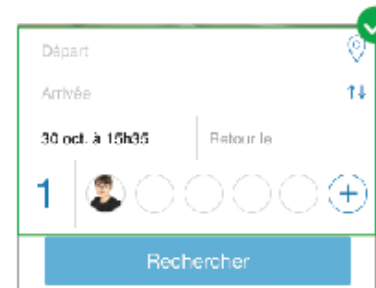 Départ
Arrivée
30 oct. à 15h35
Retour le
1
Rechercher